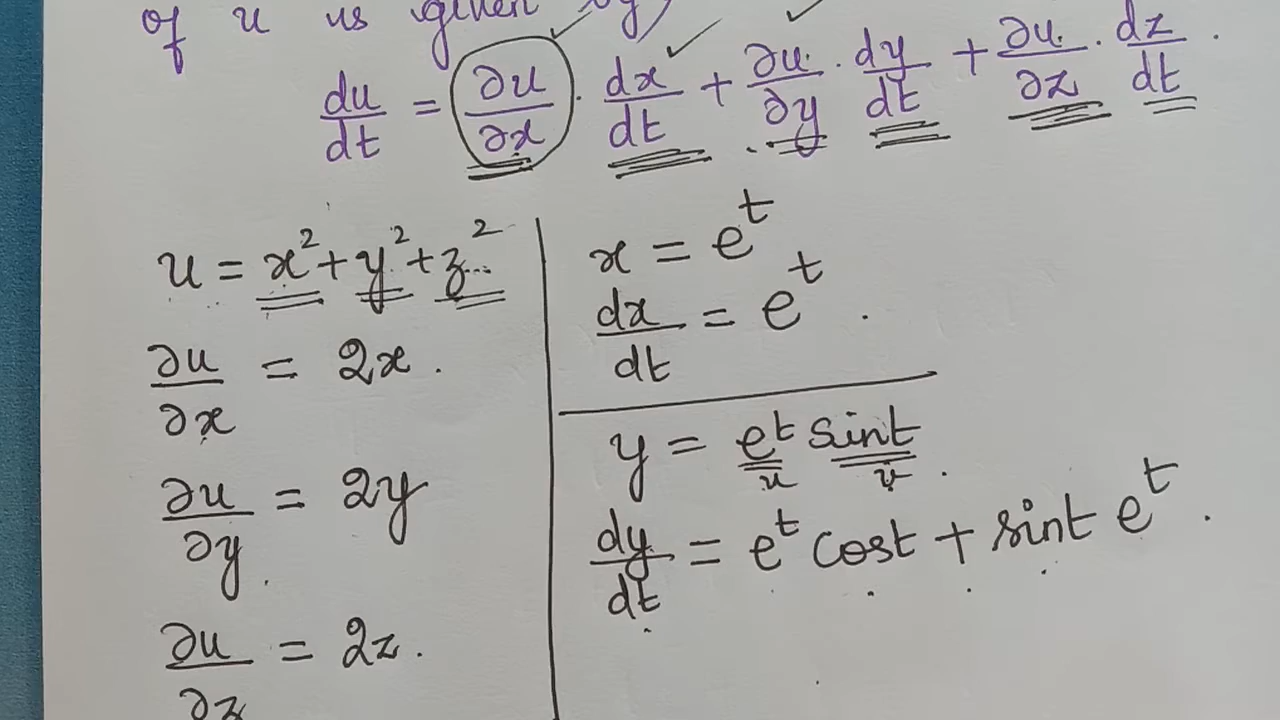 of u is given by,
du/dt = ∂u/∂x · dx/dt + ∂u/∂y · dy/dt + ∂u/∂z · dz/dt .
u = x² + y² + z²
∂u/∂x = 2x .
∂u/∂y = 2y
∂u/∂z = 2z .
x = e^t
dx/dt = e^t .
y = e^t sint .
u v
dy/dt = e^t cost + sint e^t .